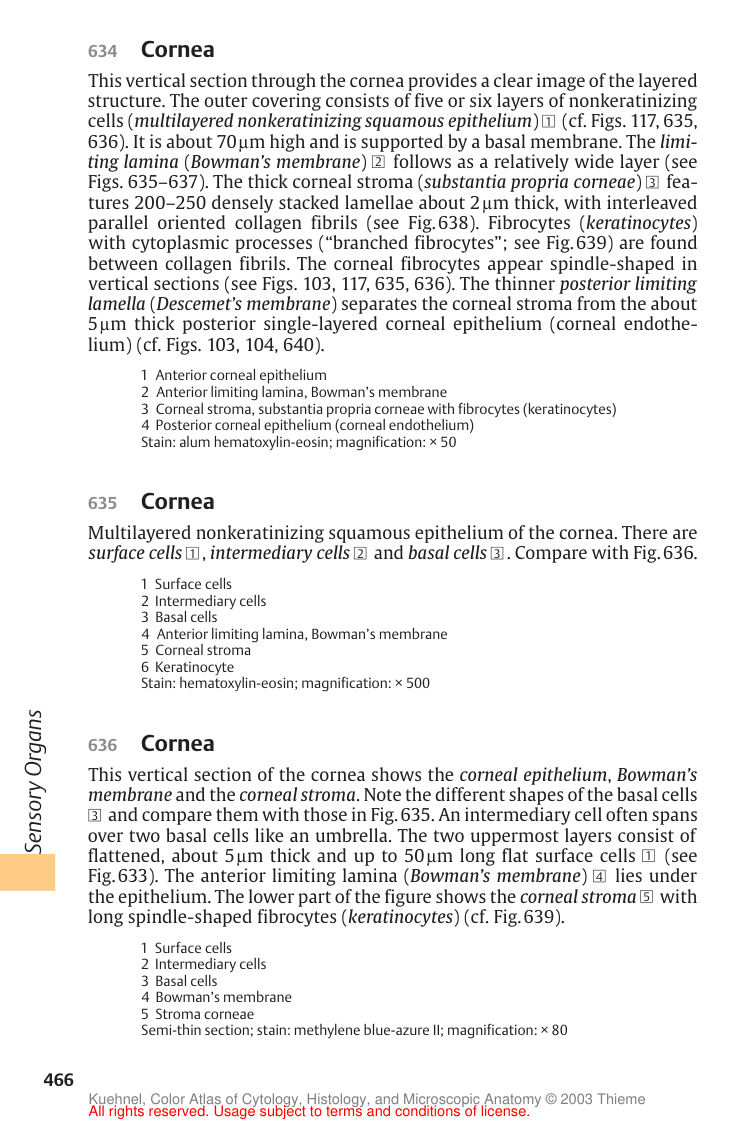 634 Cornea
This vertical section through the cornea provides a clear image of the layered
structure. The outer covering consists of five or six layers of nonkeratinizing
cells (multilayered nonkeratinizing squamous epithelium) 1 (cf. Figs. 117, 635,
636). It is about 70 µm high and is supported by a basal membrane. The limi-
ting lamina (Bowman’s membrane) 2 follows as a relatively wide layer (see
Figs. 635–637). The thick corneal stroma (substantia propria corneae) 3 fea-
tures 200–250 densely stacked lamellae about 2 µm thick, with interleaved
parallel oriented collagen fibrils (see Fig. 638). Fibrocytes (keratinocytes)
with cytoplasmic processes (“branched fibrocytes”; see Fig. 639) are found
between collagen fibrils. The corneal fibrocytes appear spindle-shaped in
vertical sections (see Figs. 103, 117, 635, 636). The thinner posterior limiting
lamella (Descemet’s membrane) separates the corneal stroma from the about
5 µm thick posterior single-layered corneal epithelium (corneal endothe-
lium) (cf. Figs. 103, 104, 640).
1 Anterior corneal epithelium
2 Anterior limiting lamina, Bowman’s membrane
3 Corneal stroma, substantia propria corneae with fibrocytes (keratinocytes)
4 Posterior corneal epithelium (corneal endothelium)
Stain: alum hematoxylin-eosin; magnification: × 50
635 Cornea
Multilayered nonkeratinizing squamous epithelium of the cornea. There are
surface cells 1, intermediary cells 2 and basal cells 3. Compare with Fig. 636.
1 Surface cells
2 Intermediary cells
3 Basal cells
4 Anterior limiting lamina, Bowman’s membrane
5 Corneal stroma
6 Keratinocyte
Stain: hematoxylin-eosin; magnification: × 500
636 Cornea
This vertical section of the cornea shows the corneal epithelium, Bowman’s
membrane and the corneal stroma. Note the different shapes of the basal cells
3 and compare them with those in Fig. 635. An intermediary cell often spans
over two basal cells like an umbrella. The two uppermost layers consist of
flattened, about 5 µm thick and up to 50 µm long flat surface cells 1 (see
Fig. 633). The anterior limiting lamina (Bowman’s membrane) 4 lies under
the epithelium. The lower part of the figure shows the corneal stroma 5 with
long spindle-shaped fibrocytes (keratinocytes) (cf. Fig. 639).
1 Surface cells
2 Intermediary cells
3 Basal cells
4 Bowman’s membrane
5 Stroma corneae
Semi-thin section; stain: methylene blue-azure II; magnification: × 80
Sensory Organs
466
Kuehnel, Color Atlas of Cytology, Histology, and Microscopic Anatomy © 2003 Thieme
All rights reserved. Usage subject to terms and conditions of license.